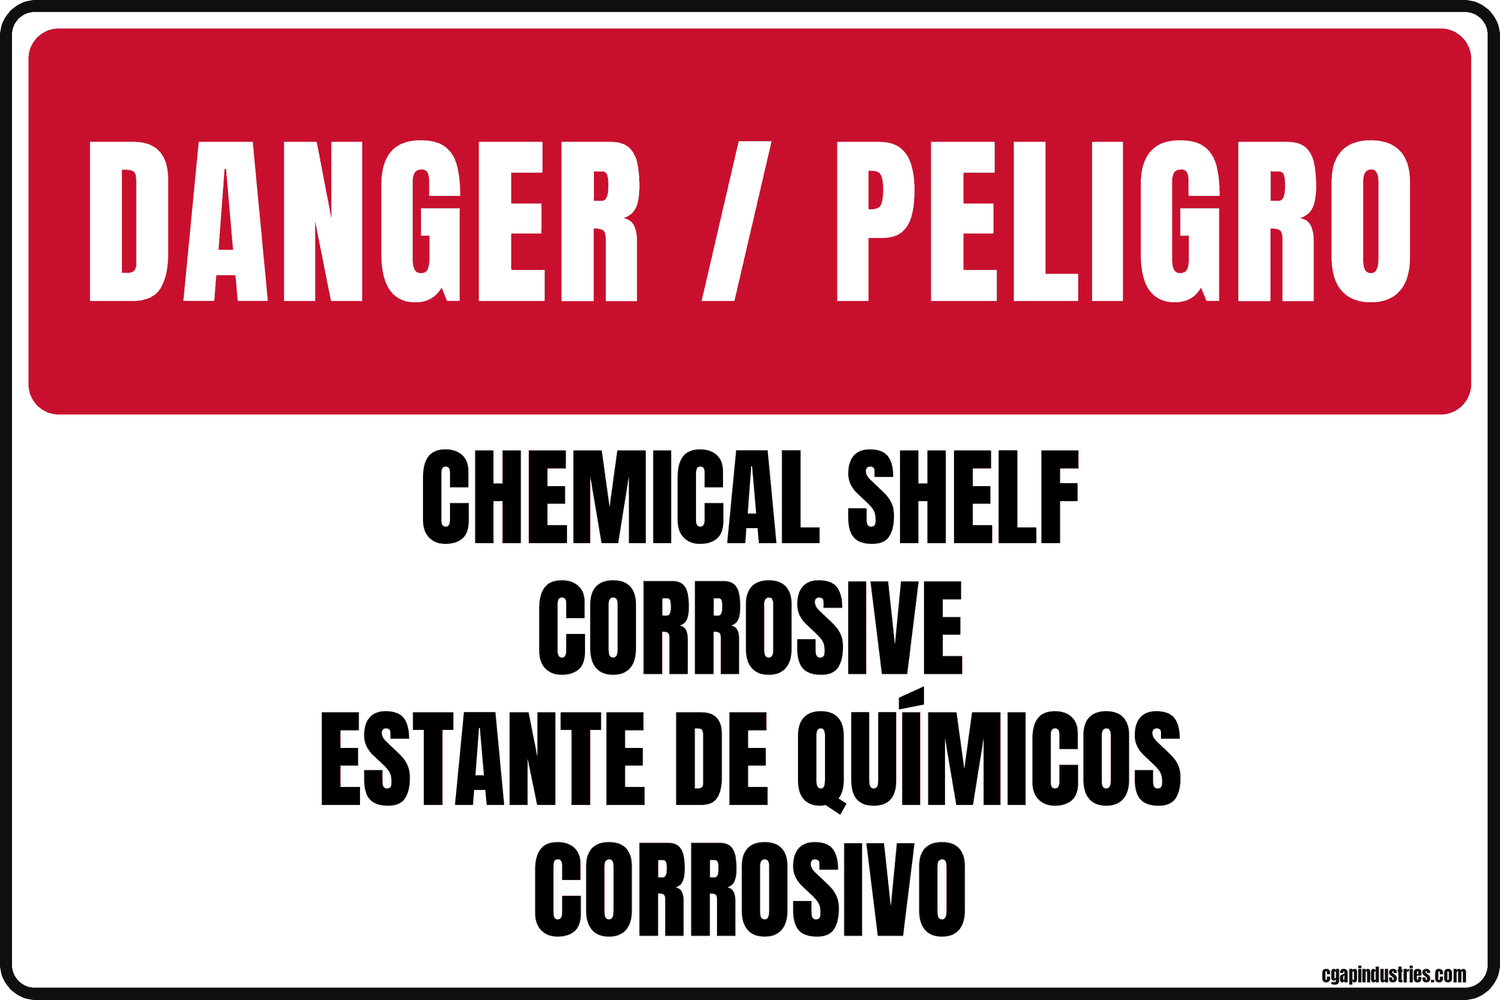 DANGER / PELIGRO
CHEMICAL SHELF
CORROSIVE
ESTANTE DE QUÍMICOS
CORROSIVO
cgapindustries.com